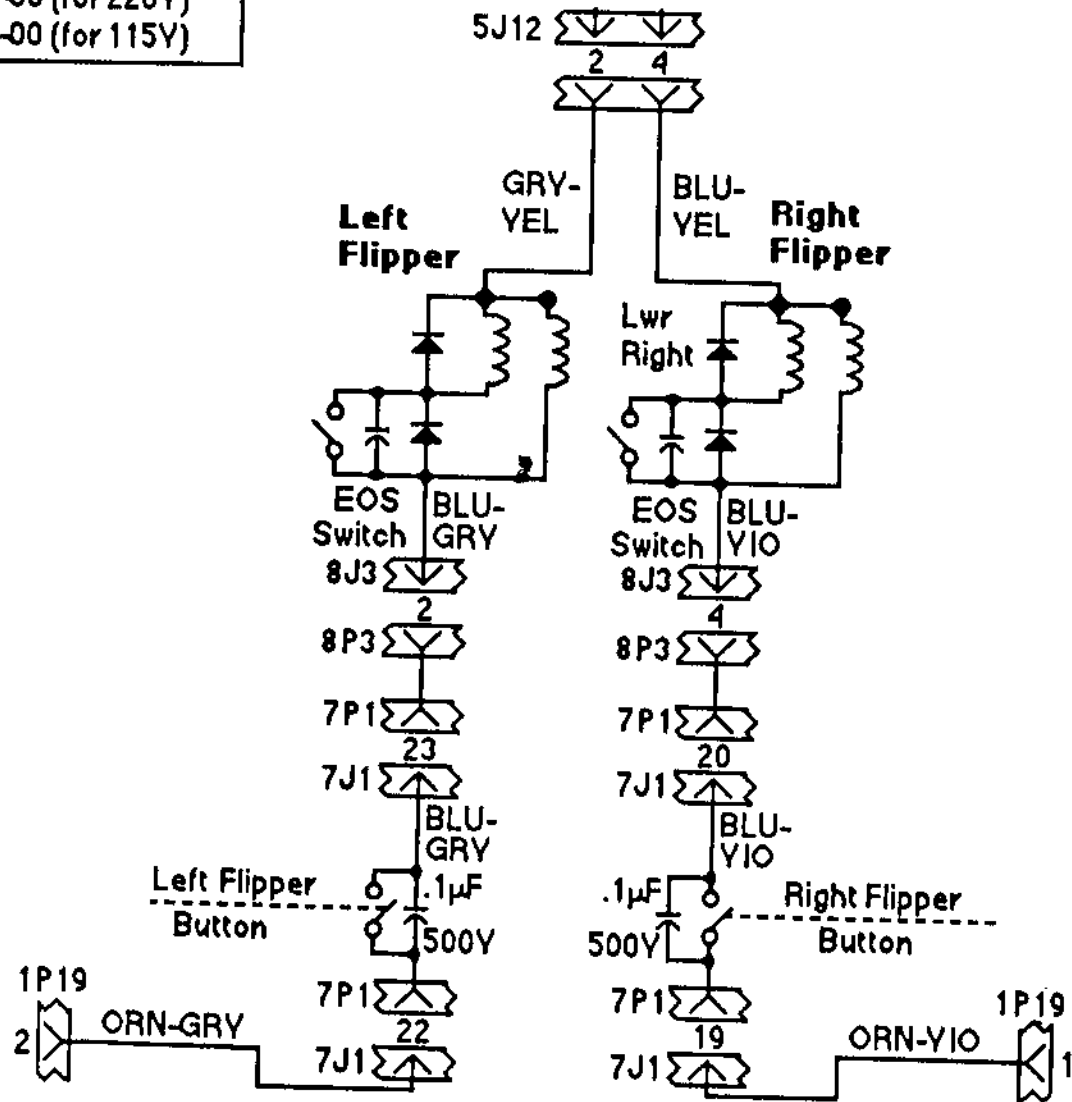 -00 (for 115V)
5J12
2 4
GRY-
YEL
BLU-
YEL
Left
Flipper
Right
Flipper
Lwr
Right
EOS
Switch
BLU-
GRY
EOS
Switch
BLU-
VIO
8J3
2
8P3
8J3
4
8P3
7P1
23
7J1
7P1
20
7J1
BLU-
GRY
BLU-
VIO
Left Flipper
Button
.1µF
500V
.1µF
500V
Right Flipper
Button
1P19
2
ORN-GRY
7P1
22
7J1
7P1
19
7J1
ORN-VIO
1P19
1